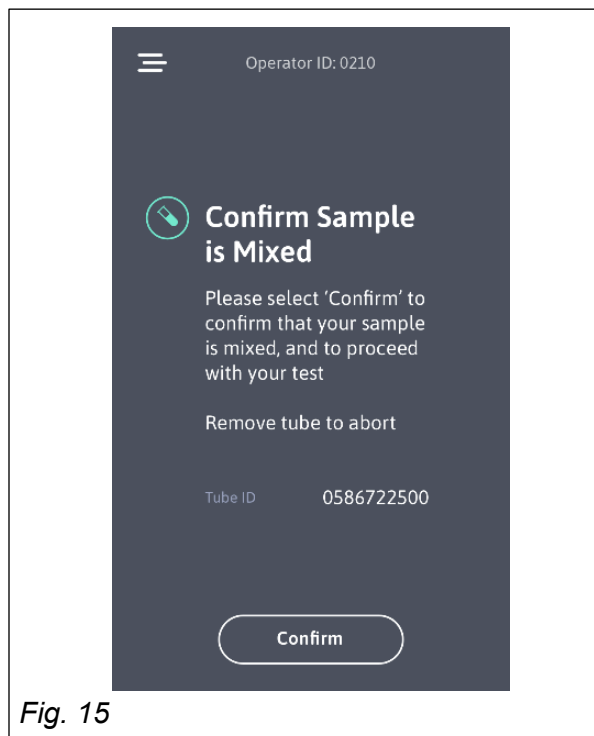 Operator ID: 0210
Confirm Sample
is Mixed
Please select ‘Confirm’ to
confirm that your sample
is mixed, and to proceed
with your test
Remove tube to abort
Tube ID 0586722500
Confirm
Fig. 15